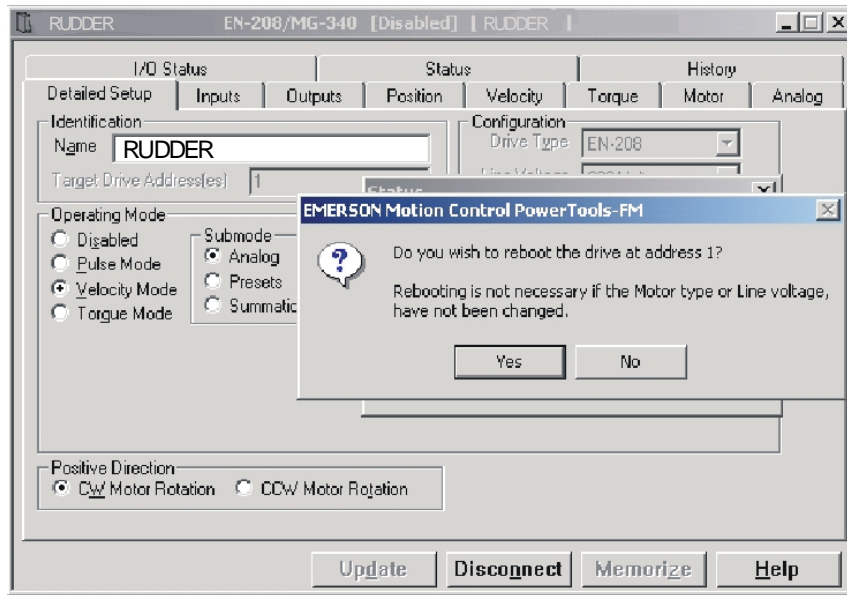 RUDDER EN-208/MG-340 [Disabled] | RUDDER |
I/O Status Status History
Detailed Setup Inputs Outputs Position Velocity Torque Motor Analog
Identification
Name RUDDER
Target Drive Address(es) 1
Configuration
Drive Type EN-208
Line Voltage
Status
Operating Mode
Disabled
Pulse Mode
Velocity Mode
Torque Mode
Submode
Analog
Presets
Summatic
EMERSON Motion Control PowerTools-FM
Do you wish to reboot the drive at address 1?
Rebooting is not necessary if the Motor type or Line voltage,
have not been changed.
Yes No
Positive Direction
CW Motor Rotation CCW Motor Rotation
Update Disconnect Memorize Help